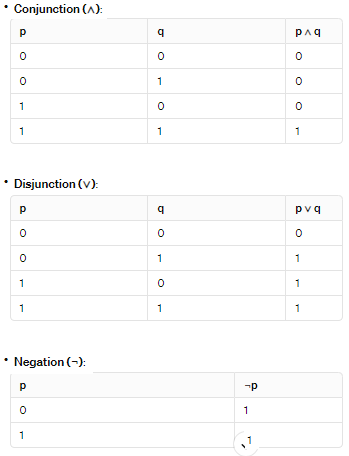 • Conjunction (∧):
p q p ∧ q
0 0 0
0 1 0
1 0 0
1 1 1
• Disjunction (∨):
p q p ∨ q
0 0 0
0 1 1
1 0 1
1 1 1
• Negation (¬):
p ¬p
0 1
1 1